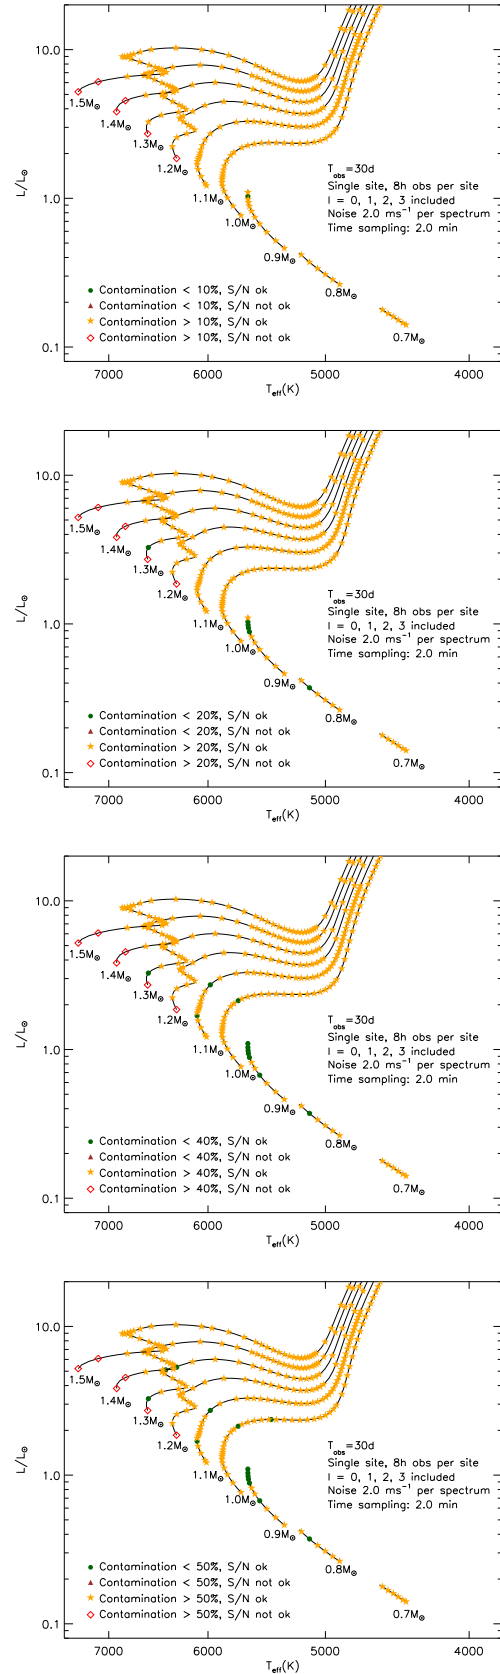 10.0
1.5M⊙
1.4M⊙
1.3M⊙
1.2M⊙
L/L⊙
Tobs=30d
Single site, 8h obs per site
l = 0, 1, 2, 3 included
Noise 2.0 ms⁻¹ per spectrum
Time sampling: 2.0 min
1.0
1.1M⊙
1.0M⊙
0.9M⊙
0.8M⊙
0.7M⊙
Contamination < 10%, S/N ok
Contamination < 10%, S/N not ok
Contamination > 10%, S/N ok
Contamination > 10%, S/N not ok
0.1
7000 6000 5000 4000
Teff(K)
10.0
1.5M⊙
1.4M⊙
1.3M⊙
1.2M⊙
L/L⊙
Tobs=30d
Single site, 8h obs per site
l = 0, 1, 2, 3 included
Noise 2.0 ms⁻¹ per spectrum
Time sampling: 2.0 min
1.0
1.1M⊙
1.0M⊙
0.9M⊙
0.8M⊙
0.7M⊙
Contamination < 20%, S/N ok
Contamination < 20%, S/N not ok
Contamination > 20%, S/N ok
Contamination > 20%, S/N not ok
0.1
7000 6000 5000 4000
Teff(K)
10.0
1.5M⊙
1.4M⊙
1.3M⊙
1.2M⊙
L/L⊙
Tobs=30d
Single site, 8h obs per site
l = 0, 1, 2, 3 included
Noise 2.0 ms⁻¹ per spectrum
Time sampling: 2.0 min
1.0
1.1M⊙
1.0M⊙
0.9M⊙
0.8M⊙
0.7M⊙
Contamination < 40%, S/N ok
Contamination < 40%, S/N not ok
Contamination > 40%, S/N ok
Contamination > 40%, S/N not ok
0.1
7000 6000 5000 4000
Teff(K)
10.0
1.5M⊙
1.4M⊙
1.3M⊙
1.2M⊙
L/L⊙
Tobs=30d
Single site, 8h obs per site
l = 0, 1, 2, 3 included
Noise 2.0 ms⁻¹ per spectrum
Time sampling: 2.0 min
1.0
1.1M⊙
1.0M⊙
0.9M⊙
0.8M⊙
0.7M⊙
Contamination < 50%, S/N ok
Contamination < 50%, S/N not ok
Contamination > 50%, S/N ok
Contamination > 50%, S/N not ok
0.1
7000 6000 5000 4000
Teff(K)